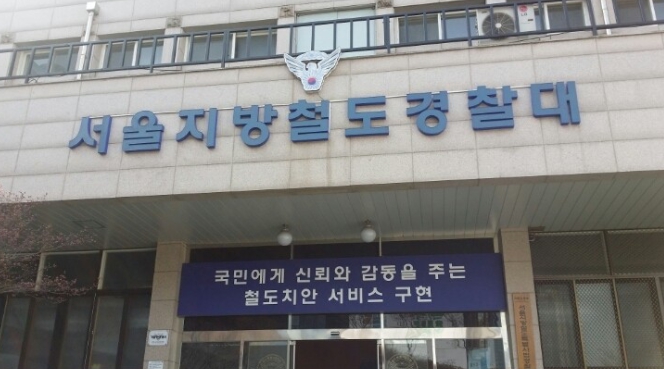 서울지방철도경찰대
국민에게 신뢰와 감동을 주는
철도치안 서비스 구현